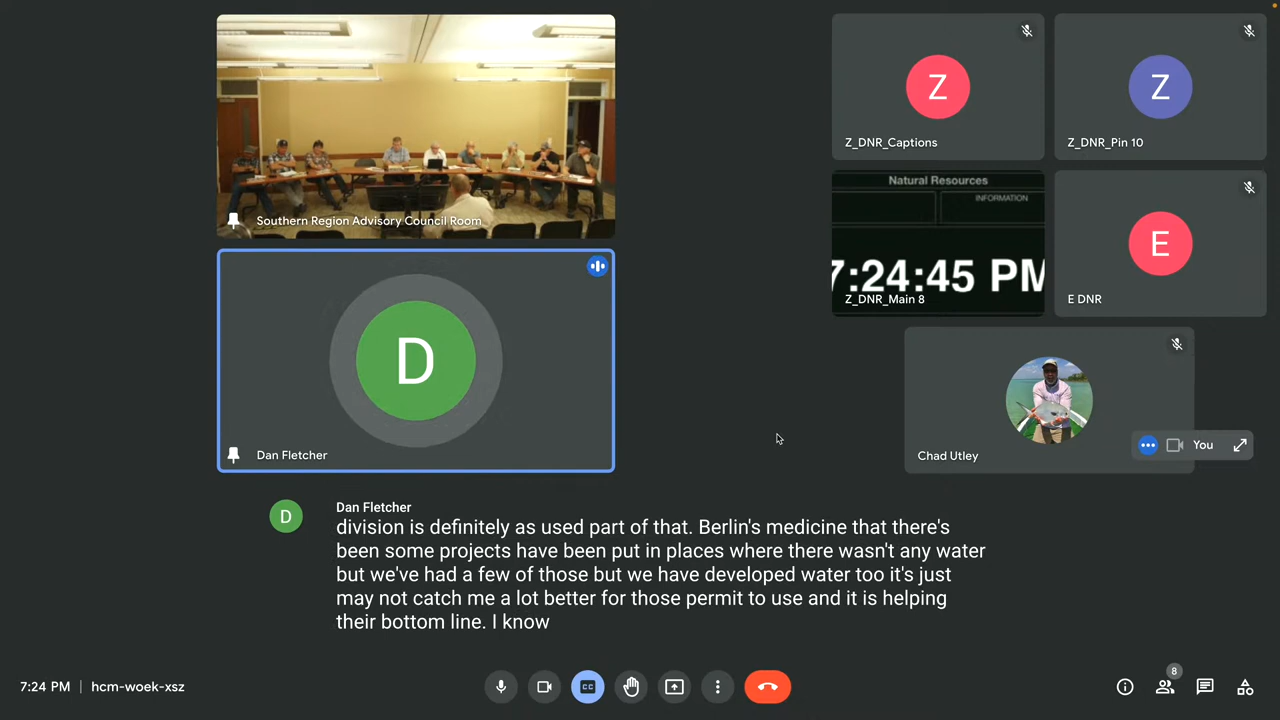 Southern Region Advisory Council Room
Z
Z_DNR_Captions
Z
Z_DNR_Pin 10
Natural Resources
INFORMATION
7:24:45 PM
Z_DNR_Main 8
E
E DNR
D
Dan Fletcher
Chad Utley
You
D
Dan Fletcher
division is definitely as used part of that. Berlin's medicine that there's
been some projects have been put in places where there wasn't any water
but we've had a few of those but we have developed water too it's just
may not catch me a lot better for those permit to use and it is helping
their bottom line. I know
7:24 PM | hcm-woek-xsz
CC
8